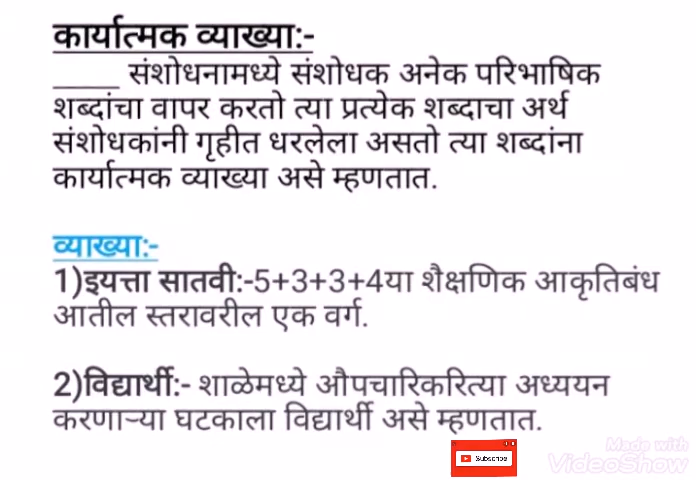 कार्यात्मक व्याख्या:-
____ संशोधनामध्ये संशोधक अनेक परिभाषिक
शब्दांचा वापर करतो त्या प्रत्येक शब्दाचा अर्थ
संशोधकांनी गृहीत धरलेला असतो त्या शब्दांना
कार्यात्मक व्याख्या असे म्हणतात.
व्याख्या:-
1)इयत्ता सातवी:-5+3+3+4या शैक्षणिक आकृतिबंध
आतील स्तरावरील एक वर्ग.
2)विद्यार्थी:- शाळेमध्ये औपचारिकरित्या अध्ययन
करणाऱ्या घटकाला विद्यार्थी असे म्हणतात.
Subscribe
Made with
VideoShow